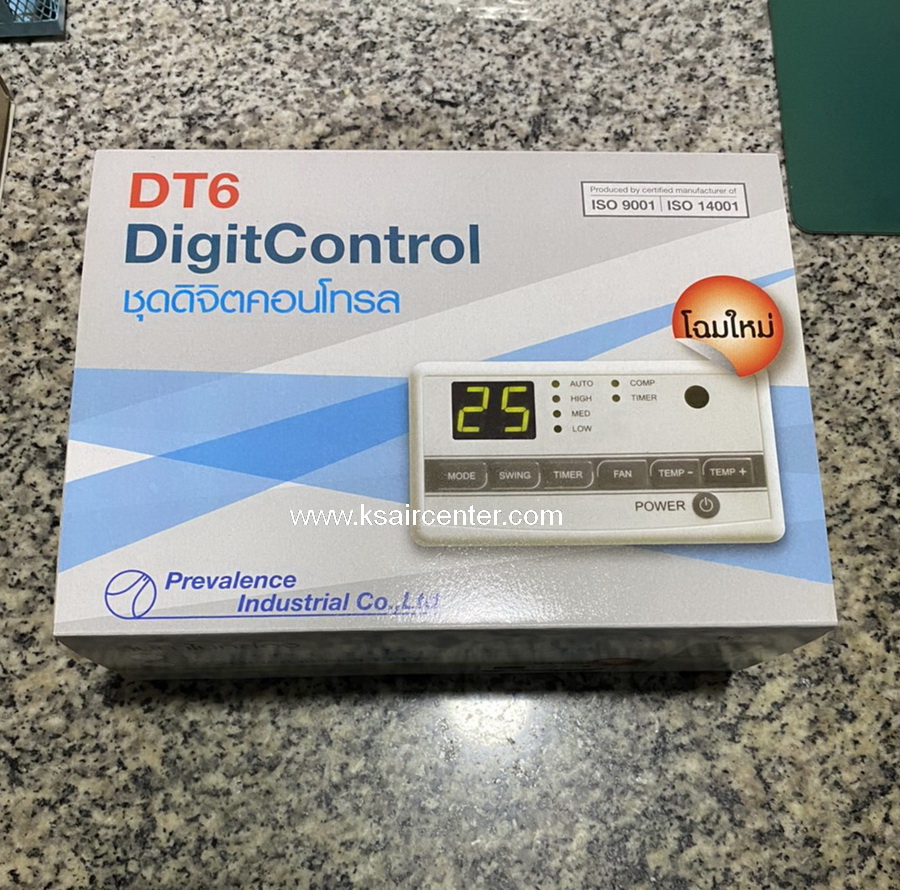 DT6
DigitControl
ชุดดิจิตคอนโทรล
Produced by certified manufacturer of
ISO 9001 | ISO 14001
โฉมใหม่
25
AUTO
COMP
HIGH
TIMER
MED
LOW
MODE SWING TIMER FAN TEMP - TEMP +
POWER
www.ksaircenter.com
Prevalence
Industrial Co.,Ltd